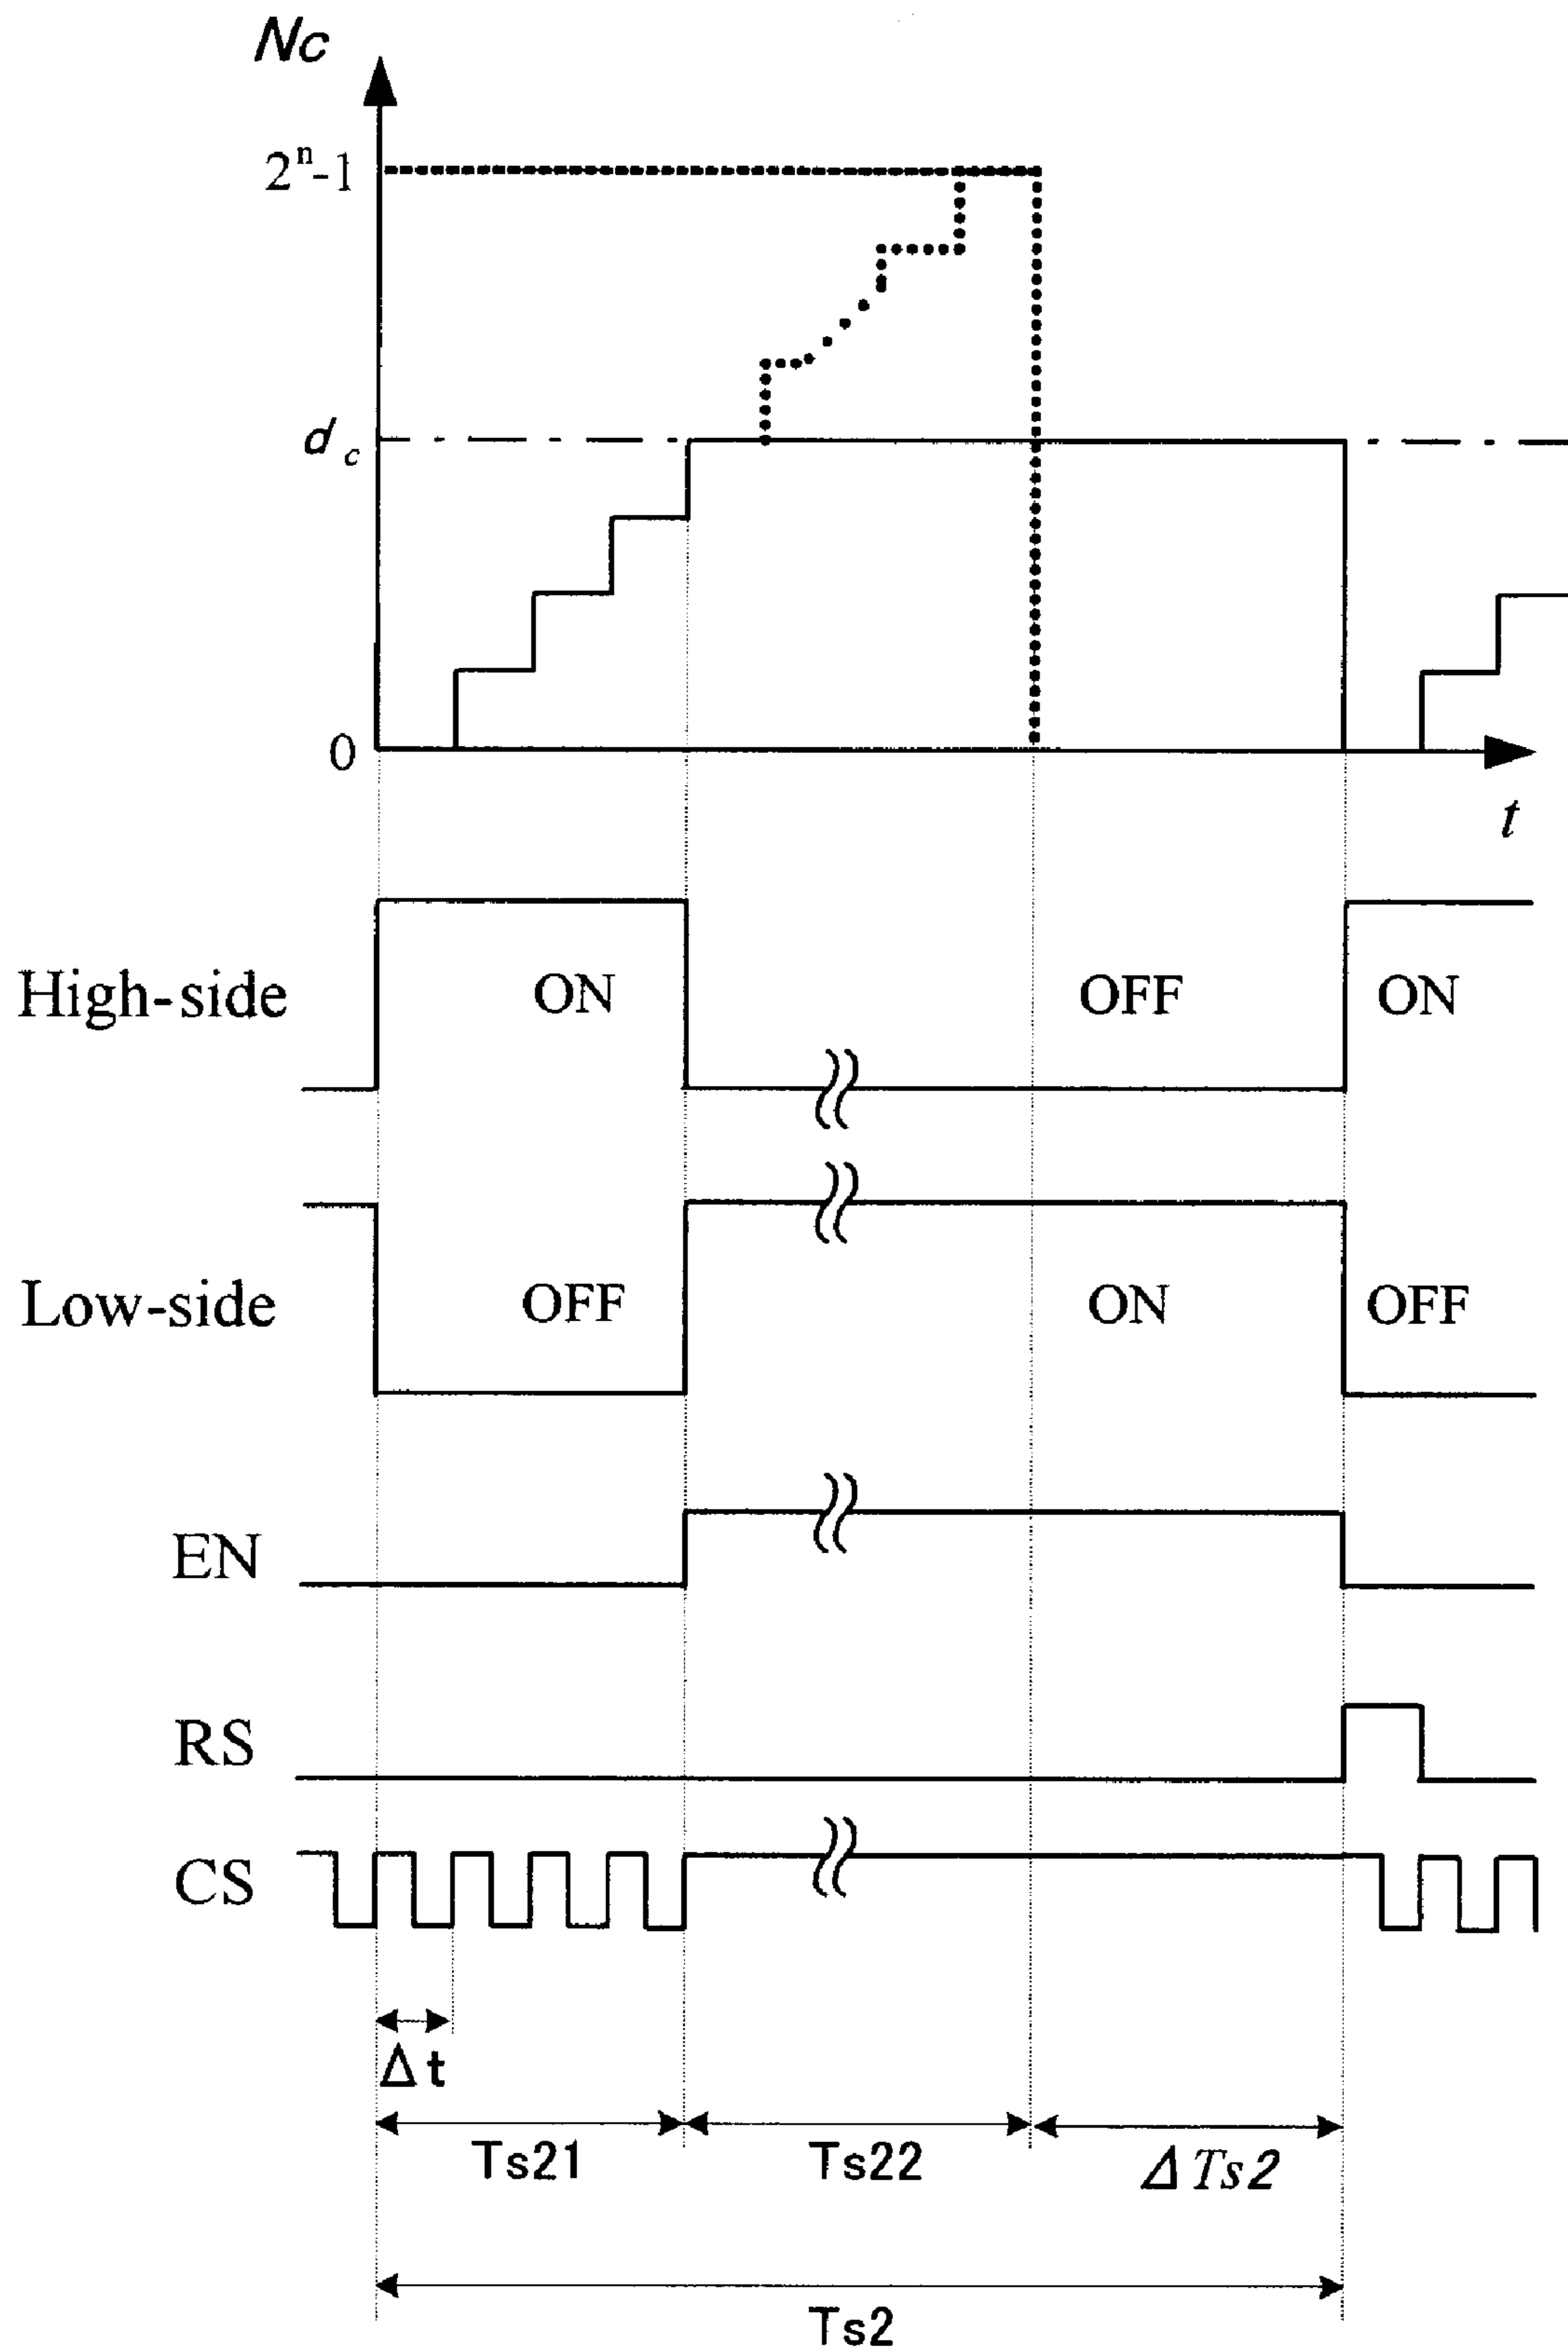 Nc
2ⁿ-1
d c
0
t
High-side ON OFF ON
Low-side OFF ON OFF
EN
RS
CS
Δt
Ts21 Ts22 ΔTs2
Ts2